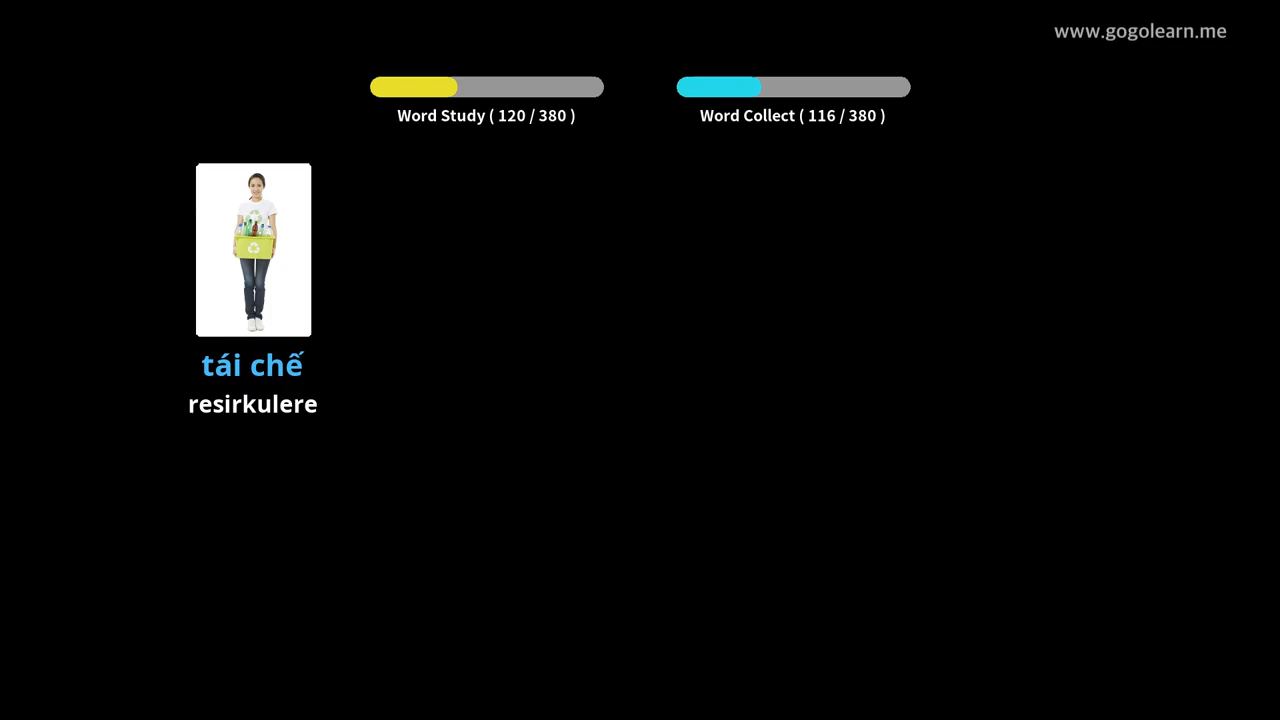 www.gogolearn.me
Word Study ( 120 / 380 )
Word Collect ( 116 / 380 )
tái chế
resirkulere